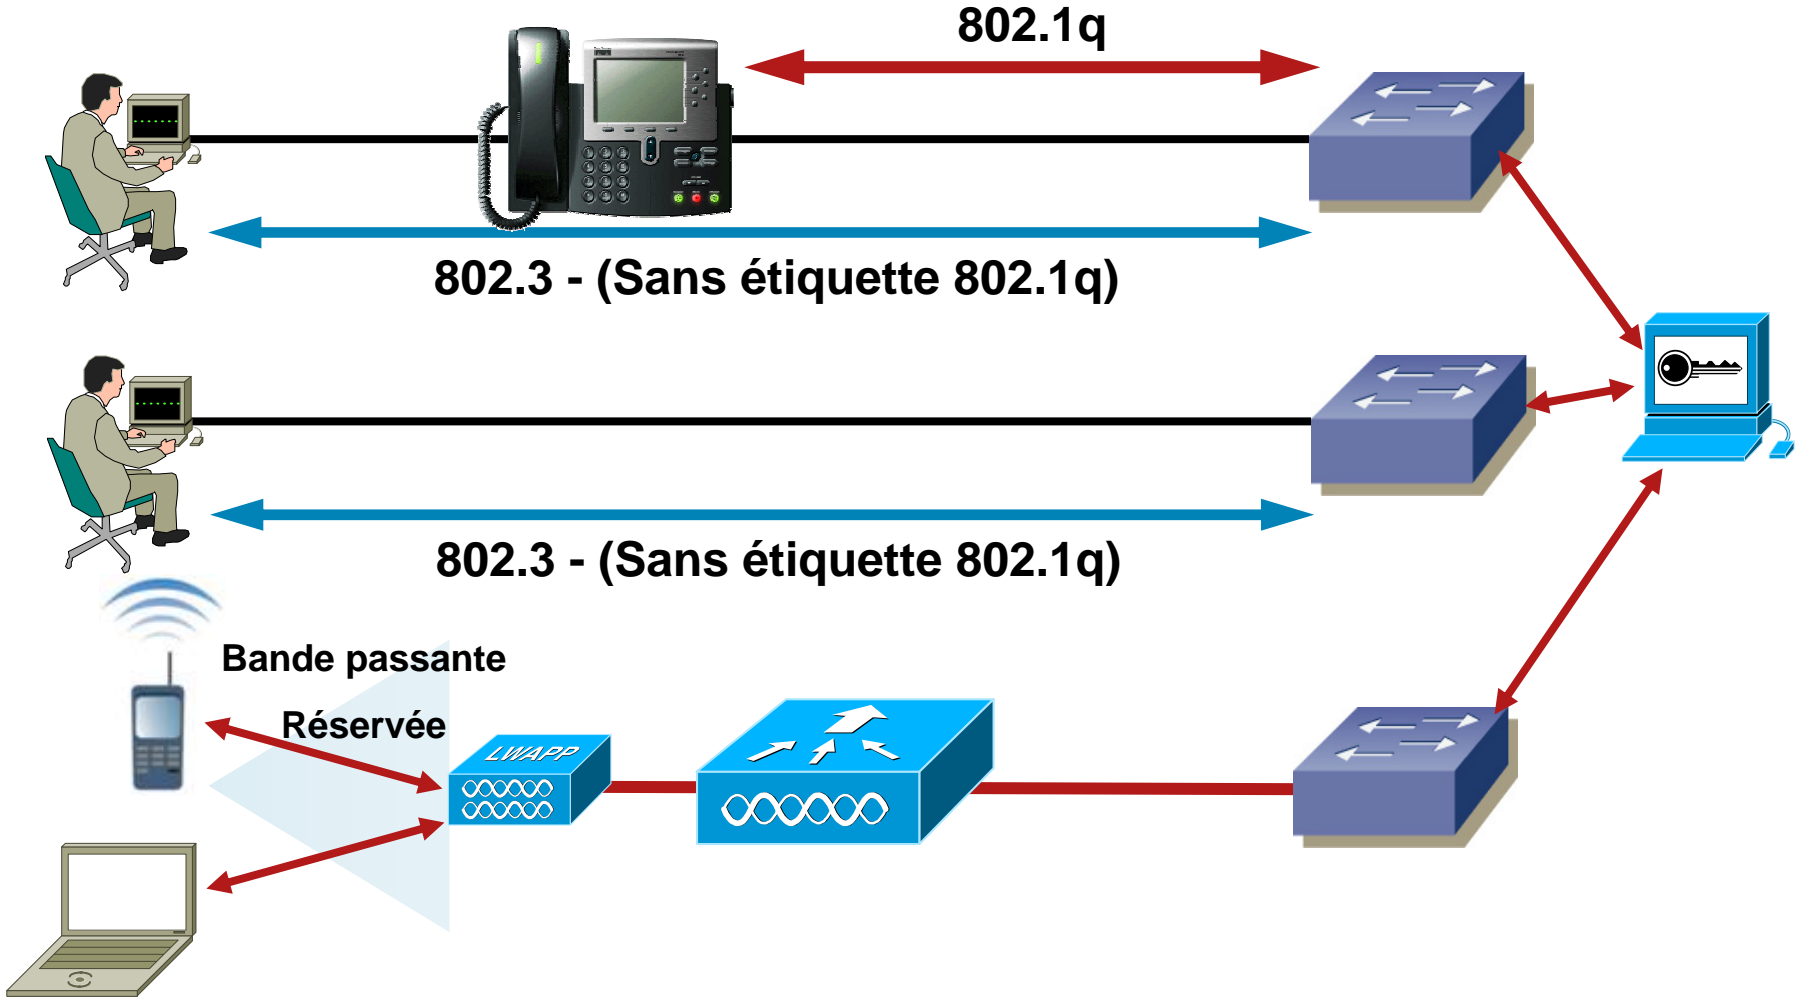 802.1q
802.3 - (Sans étiquette 802.1q)
802.3 - (Sans étiquette 802.1q)
Bande passante
Réservée
LWAPP